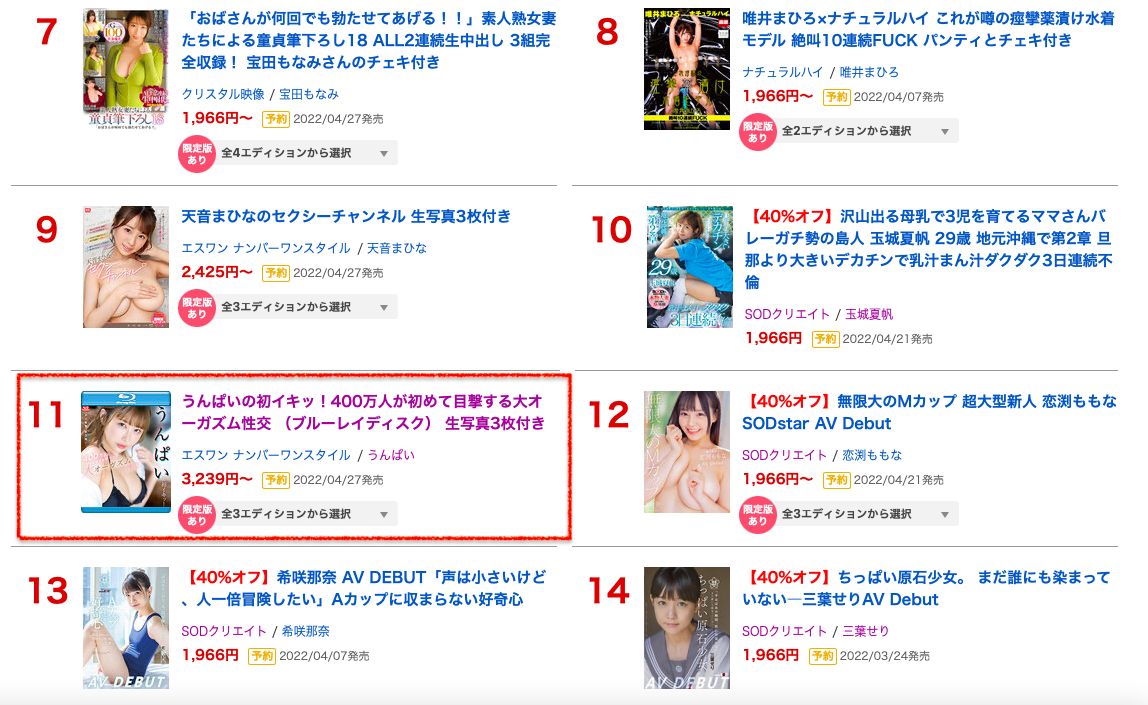 7
「おばさんが何回でも勃たせてあげる！！」素人熟女妻
たちによる童貞筆下ろし18 ALL2連続生中出し 3組完
全収録！ 宝田もなみさんのチェキ付き
クリスタル映像 / 宝田もなみ
1,966円〜 予約 2022/04/27発売
限定版
あり
全4エディションから選択 ▼
8
唯井まひろ×ナチュラルハイ これが噂の痙攣薬漬け水着
モデル 絶叫10連続FUCK パンティとチェキ付き
ナチュラルハイ / 唯井まひろ
1,966円〜 予約 2022/04/07発売
限定版
あり
全2エディションから選択 ▼
9
天音まひなのセクシーチャンネル 生写真3枚付き
エスワン ナンバーワンスタイル / 天音まひな
2,425円〜 予約 2022/04/27発売
限定版
あり
全3エディションから選択 ▼
10
【40%オフ】沢山出る母乳で3児を育てるママさんバ
レーガチ勢の島人 玉城夏帆 29歳 地元沖縄で第2章 旦
那より大きいデカチンで乳汁まん汁ダクダク3日連続不
倫
SODクリエイト / 玉城夏帆
1,966円 予約 2022/04/21発売
11
うんぱいの初イキッ！400万人が初めて目撃する大オ
ーガズム性交 （ブルーレイディスク） 生写真3枚付き
エスワン ナンバーワンスタイル / うんぱい
3,239円〜 予約 2022/04/27発売
限定版
あり
全3エディションから選択 ▼
うんぱい
12
【40%オフ】無限大のMカップ 超大型新人 恋渕ももな
SODstar AV Debut
SODクリエイト / 恋渕ももな
1,966円〜 予約 2022/04/21発売
限定版
あり
全3エディションから選択 ▼
無限大のMカップ
13
【40%オフ】希咲那奈 AV DEBUT「声は小さいけど
、人一倍冒険したい」Aカップに収まらない好奇心
SODクリエイト / 希咲那奈
1,966円 予約 2022/04/07発売
AV DEBUT
14
【40%オフ】ちっぱい原石少女。 まだ誰にも染まって
いない―三葉せりAV Debut
SODクリエイト / 三葉せり
1,966円 予約 2022/03/24発売
ちっぱい原石少女。
AV DEBUT